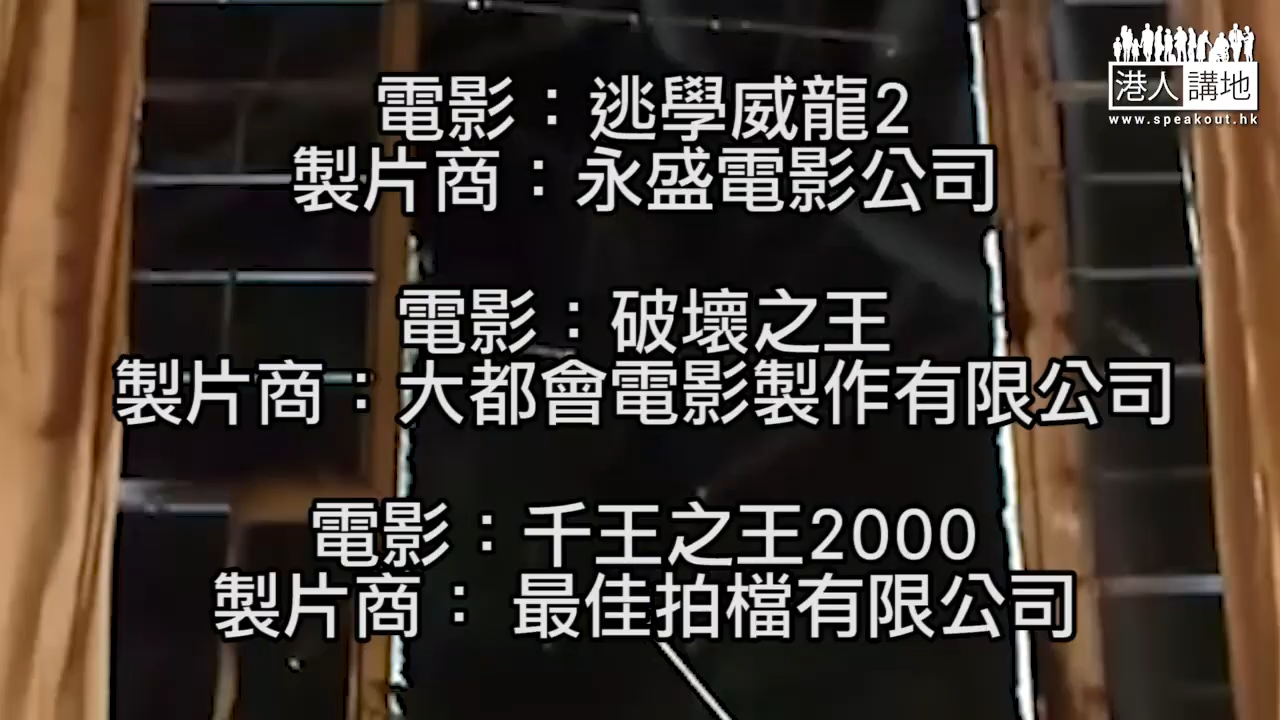 港人講地
www.speakout.hk
電影：逃學威龍2
製片商：永盛電影公司
電影：破壞之王
製片商：大都會電影製作有限公司
電影：千王之王2000
製片商： 最佳拍檔有限公司